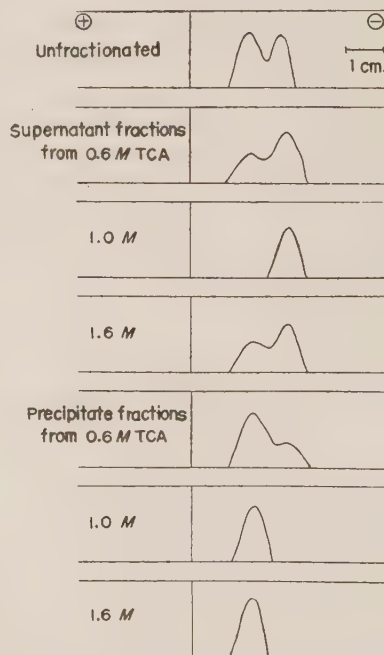 ⊕ ⊖
Unfractionated
1 cm.
Supernatant fractions
from 0.6 M TCA
1.0 M
1.6 M
Precipitate fractions
from 0.6 M TCA
1.0 M
1.6 M